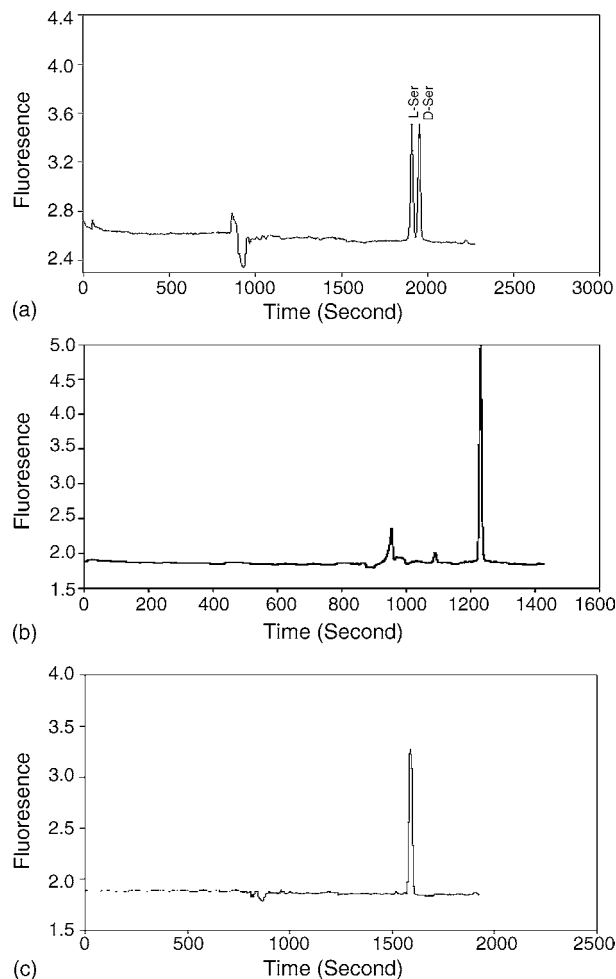 4.4
4.0
3.6
3.2
2.8
2.4
Fluoresence
L-Ser
D-Ser
0 500 1000 1500 2000 2500 3000
Time (Second)
(a)
5.0
4.5
4.0
3.5
3.0
2.5
2.0
1.5
Fluoresence
0 200 400 600 800 1000 1200 1400 1600
Time (Second)
(b)
4.0
3.5
3.0
2.5
2.0
1.5
Fluoresence
0 500 1000 1500 2000 2500
Time (Second)
(c)